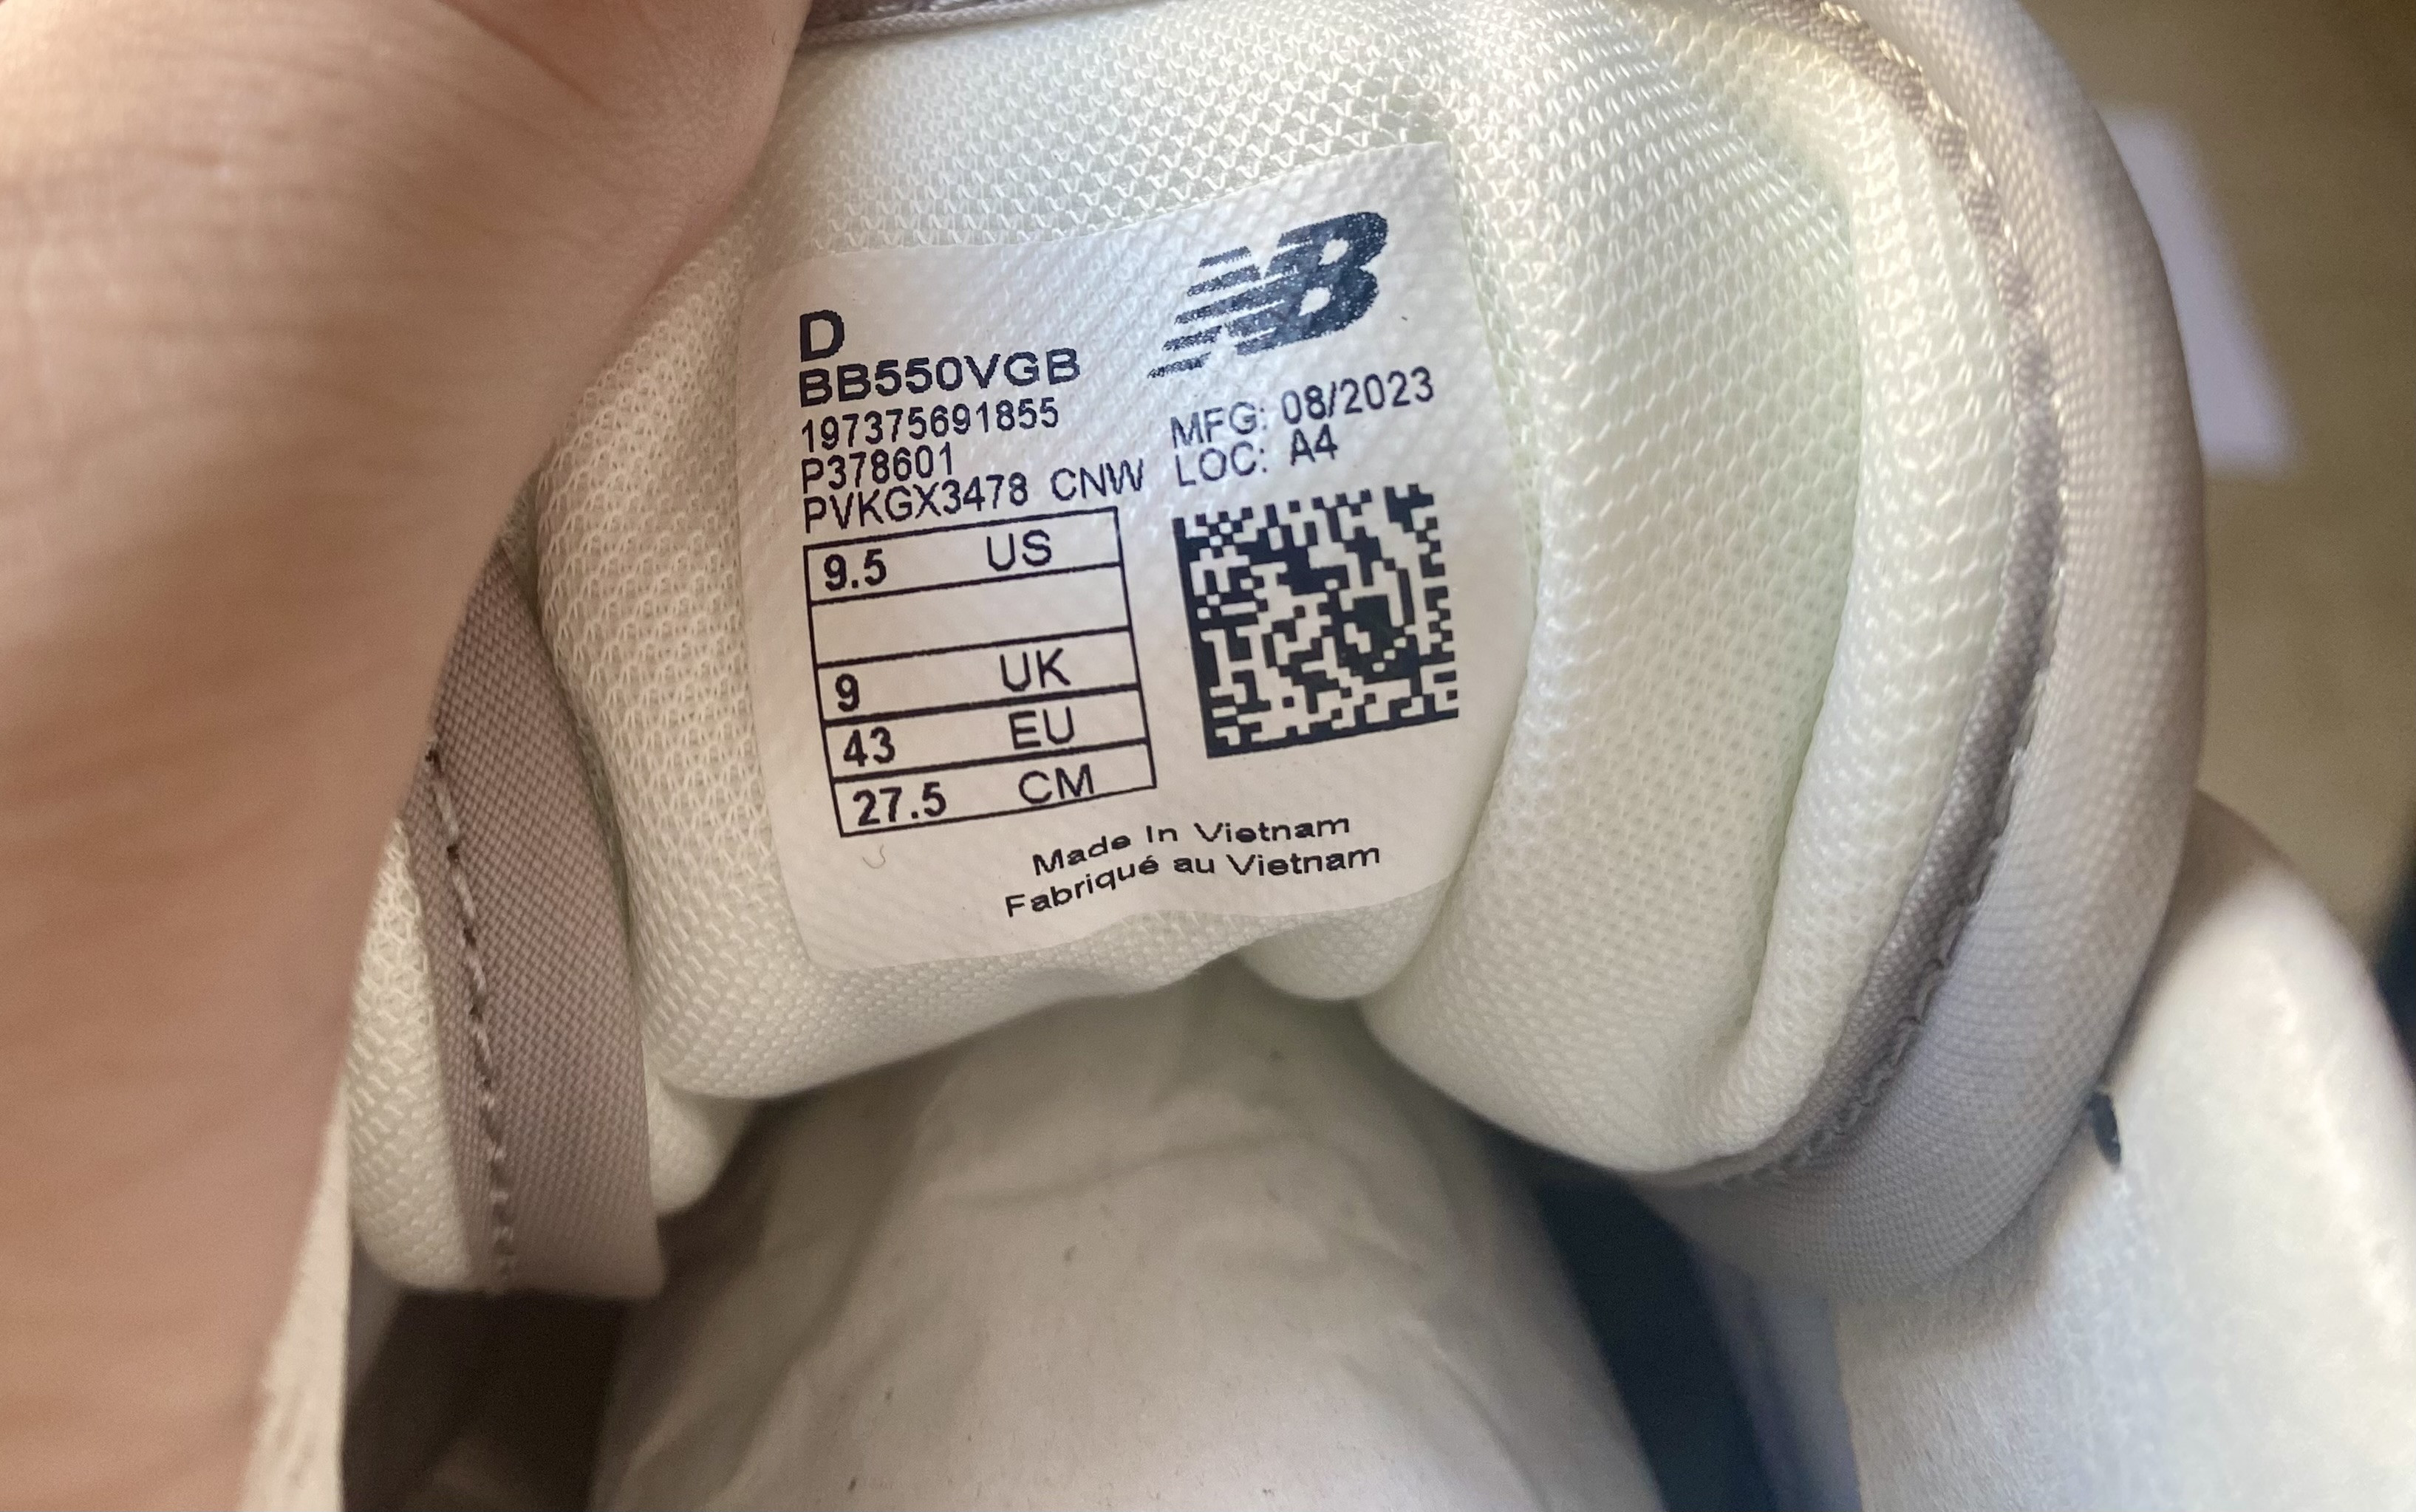 D
NB
BB550VGB
197375691855
P378601
PVKGX3478 CNW
MFG: 08/2023
LOC: A4
9.5 US
9 UK
43 EU
27.5 CM
Made In Vietnam
Fabriqué au Vietnam